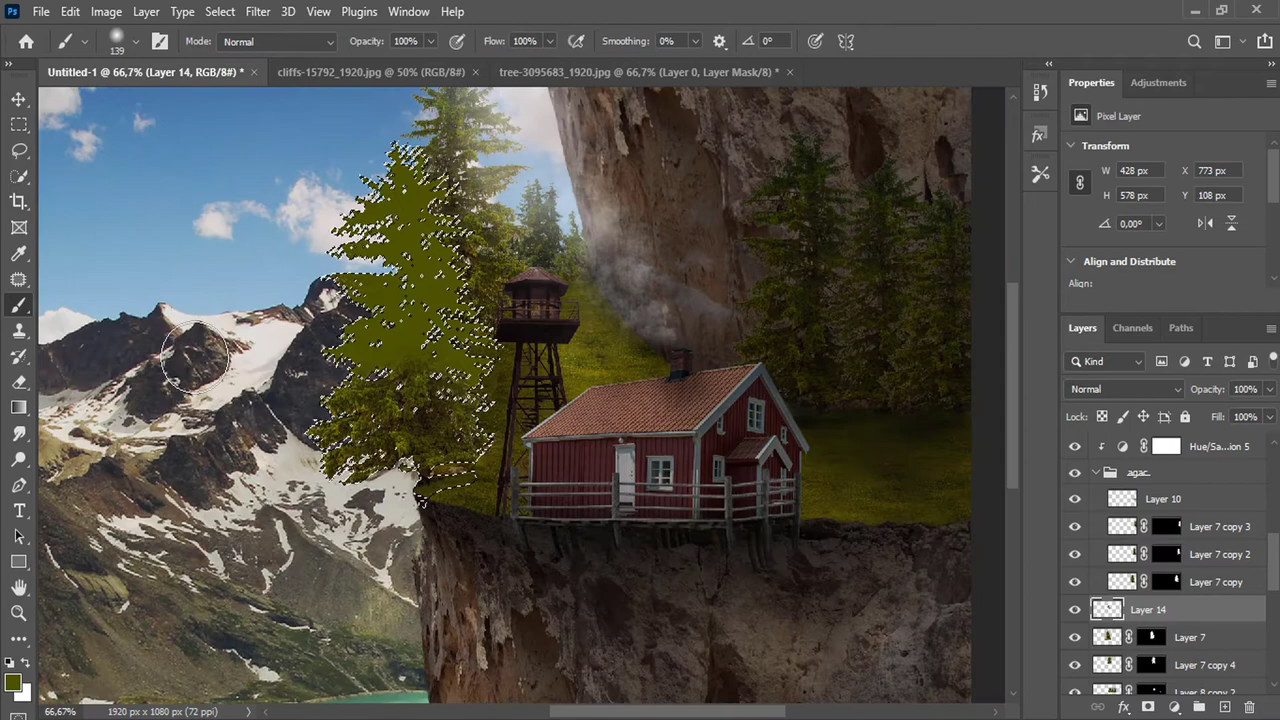 Ps File Edit Image Layer Type Select Filter 3D View Plugins Window Help
139 Mode: Normal Opacity: 100% Flow: 100% Smoothing: 0% 0°
Untitled-1 @ 66,7% (Layer 14, RGB/8#) * cliffs-15792_1920.jpg @ 50% (RGB/8#) tree-3095683_1920.jpg @ 66,7% (Layer 0, Layer Mask/8) *
Properties Adjustments
Pixel Layer
Transform
W 428 px X 773 px
H 578 px Y 108 px
0,00°
Align and Distribute
Align:
Layers Channels Paths
Kind
Normal Opacity: 100%
Lock: Fill: 100%
Hue/Sa...ion 5
agac
Layer 10
Layer 7 copy 3
Layer 7 copy 2
Layer 7 copy
Layer 14
Layer 7
Layer 7 copy 4
Layer 8 copy 2
66,67% 1920 px x 1080 px (72 ppi)